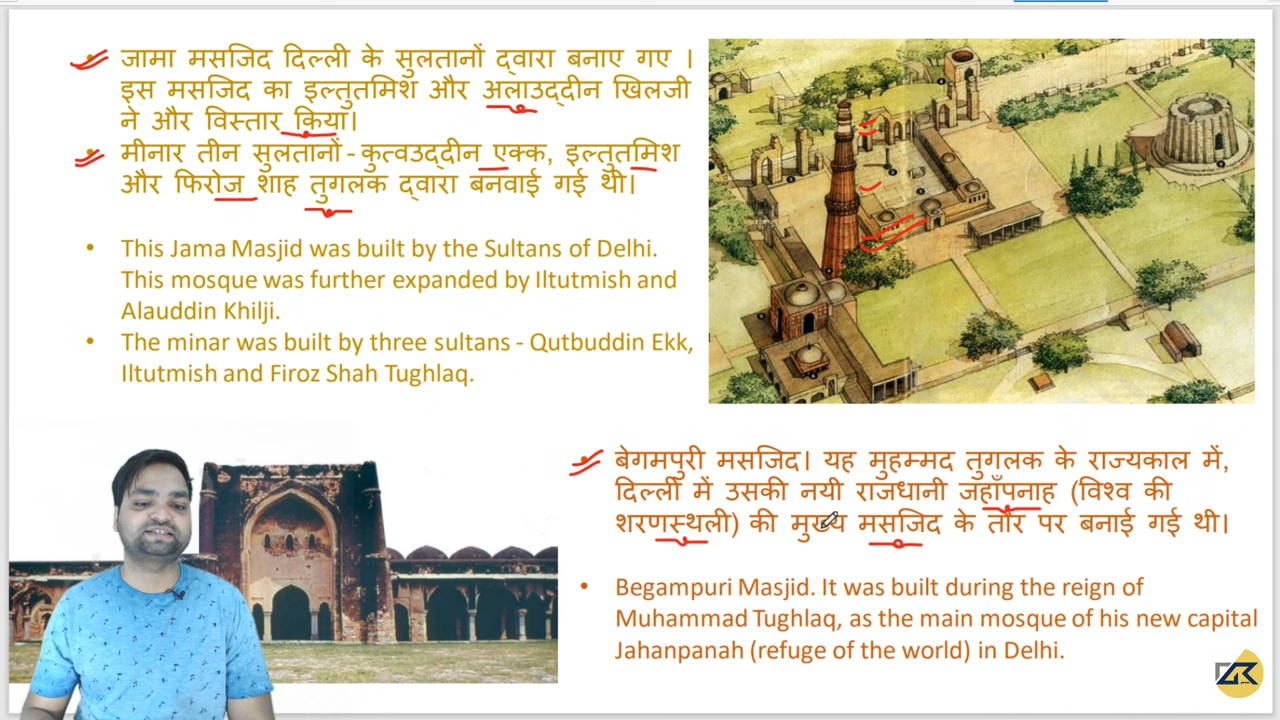 जामा मसजिद दिल्ली के सुलतानों द्वारा बनाए गए ।
इस मसजिद का इल्तुतमिश और अलाउद्दीन खिलजी
ने और विस्तार किया।
मीनार तीन सुलतानों - कुत्वउद्दीन एक्क, इल्तुतमिश
और फिरोज शाह तुगलक द्वारा बनवाई गई थी।
• This Jama Masjid was built by the Sultans of Delhi.
This mosque was further expanded by Iltutmish and
Alauddin Khilji.
• The minar was built by three sultans - Qutbuddin Ekk,
Iltutmish and Firoz Shah Tughlaq.
बेगमपुरी मसजिद। यह मुहम्मद तुगलक के राज्यकाल में,
दिल्ली में उसकी नयी राजधानी जहाँपनाह (विश्व की
शरणस्थली) की मुख्य मसजिद के तौर पर बनाई गई थी।
• Begampuri Masjid. It was built during the reign of
Muhammad Tughlaq, as the main mosque of his new capital
Jahanpanah (refuge of the world) in Delhi.